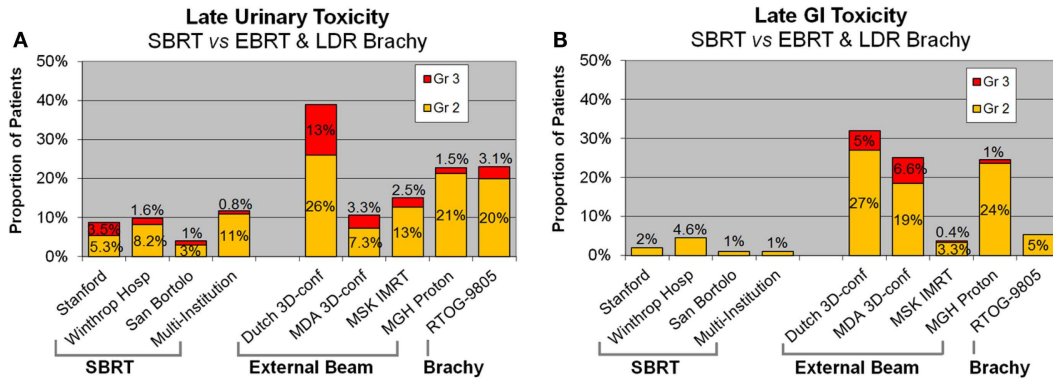 Late Urinary Toxicity
A
SBRT vs EBRT & LDR Brachy
50%
40%
30%
20%
10%
0%
Proportion of Patients
Gr 3
Gr 2
3.5%
5.3%
1.6%
8.2%
1%
3%
0.8%
11%
13%
26%
3.3%
7.3%
2.5%
13%
1.5%
21%
3.1%
20%
Stanford
Winthrop Hosp
San Bortolo
Multi-Institution
Dutch 3D-conf
MDA 3D-conf
MSK IMRT
MGH Proton
RTOG-9805
SBRT
External Beam
Brachy
Late GI Toxicity
B
SBRT vs EBRT & LDR Brachy
50%
40%
30%
20%
10%
0%
Proportion of Patients
Gr 3
Gr 2
2%
4.6%
1%
1%
5%
27%
6.6%
19%
0.4%
3.3%
1%
24%
5%
Stanford
Winthrop Hosp
San Bortolo
Multi-Institution
Dutch 3D-conf
MDA 3D-conf
MSK IMRT
MGH Proton
RTOG-9805
SBRT
External Beam
Brachy